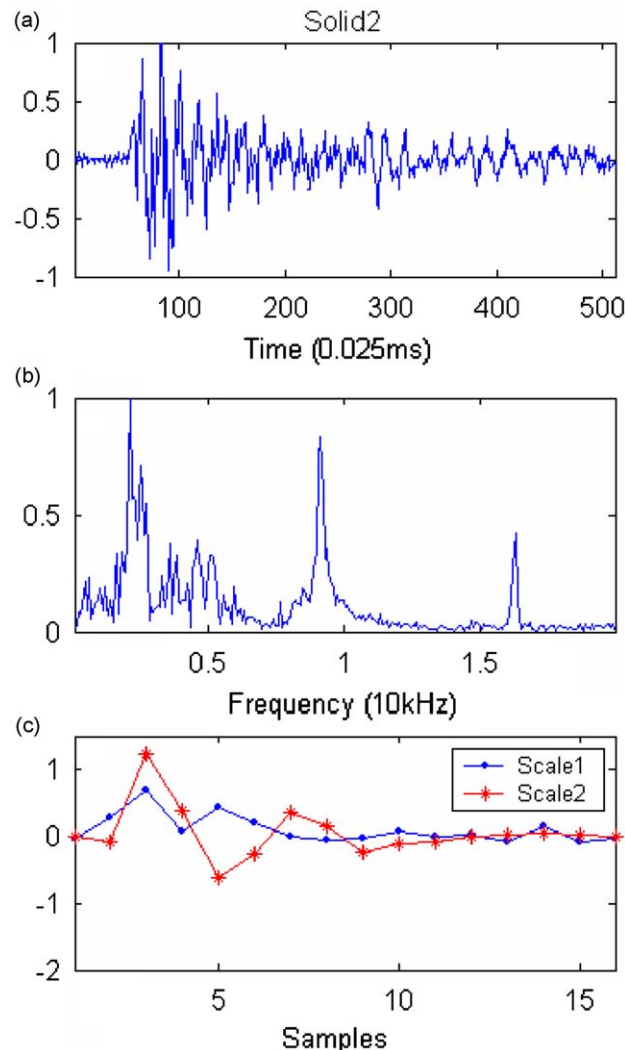 (a)
Solid2
1
0.5
0
-0.5
-1
100 200 300 400 500
Time (0.025ms)
(b)
1
0.5
0
0.5 1 1.5
Frequency (10kHz)
(c)
1
0
-1
-2
Scale1
Scale2
5 10 15
Samples